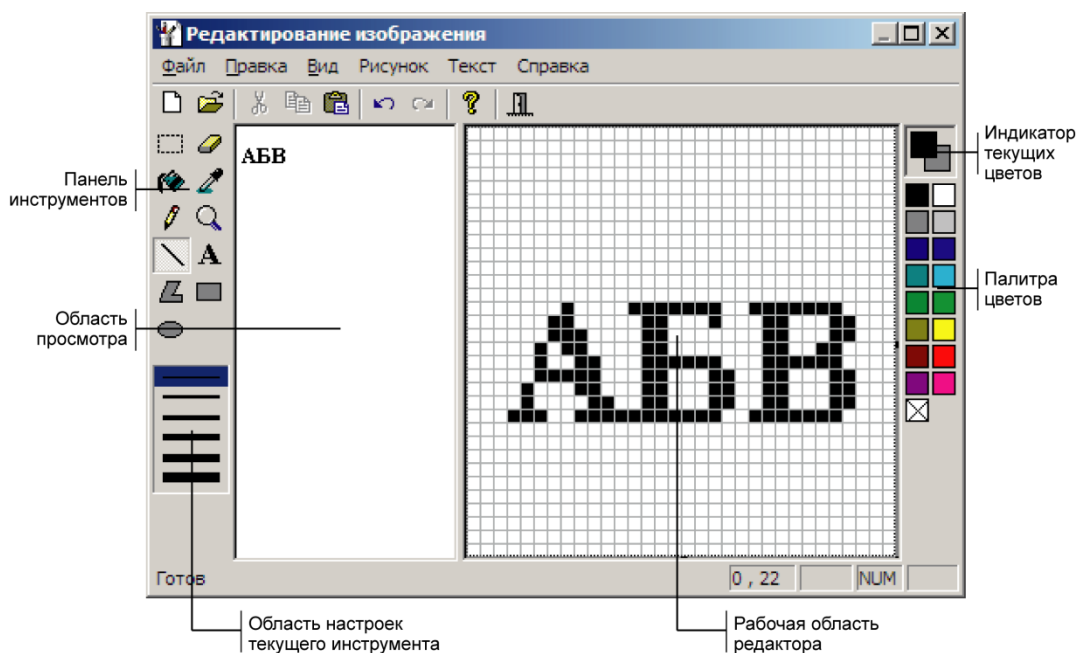 Редактирование изображения
Файл Правка Вид Рисунок Текст Справка
АБВ
АБВ
Готов
0 , 22
NUM
Панель
инструментов
Область
просмотра
Область настроек
текущего инструмента
Рабочая область
редактора
Индикатор
текущих
цветов
Палитра
цветов